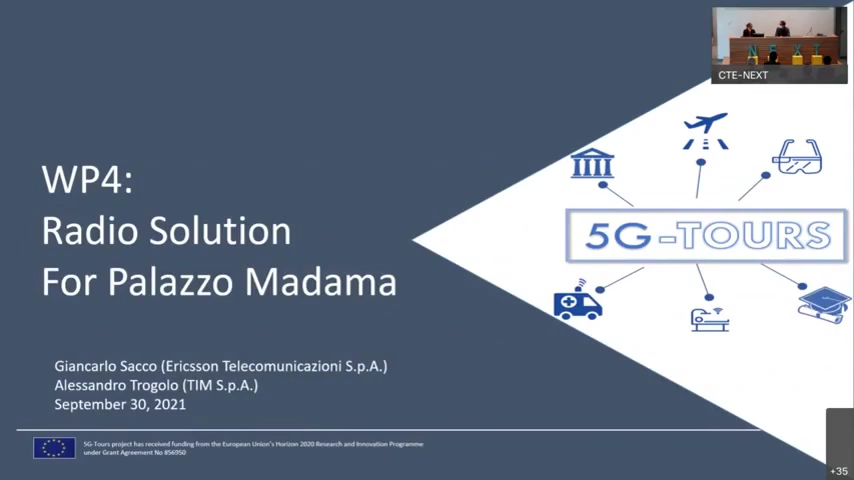 CTE-NEXT
NEXT
WP4:
Radio Solution
For Palazzo Madama
5G-TOURS
Giancarlo Sacco (Ericsson Telecomunicazioni S.p.A.)
Alessandro Trogolo (TIM S.p.A.)
September 30, 2021
5G-Tours project has received funding from the European Union's Horizon 2020 Research and Innovation Programme
under Grant Agreement No 856950
+35